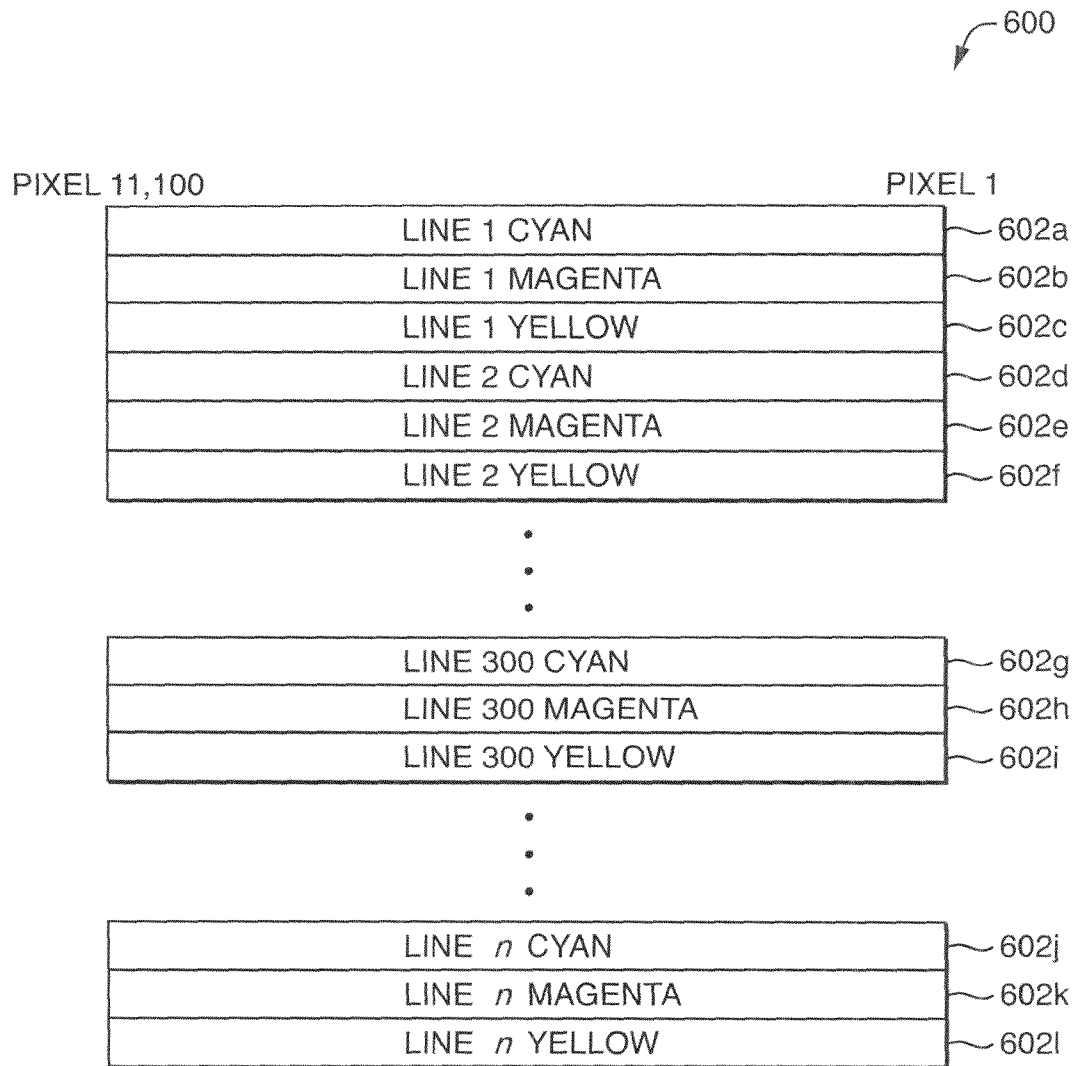 600
PIXEL 11,100 PIXEL 1
LINE 1 CYAN 602a
LINE 1 MAGENTA 602b
LINE 1 YELLOW 602c
LINE 2 CYAN 602d
LINE 2 MAGENTA 602e
LINE 2 YELLOW 602f
LINE 300 CYAN 602g
LINE 300 MAGENTA 602h
LINE 300 YELLOW 602i
LINE n CYAN 602j
LINE n MAGENTA 602k
LINE n YELLOW 602l